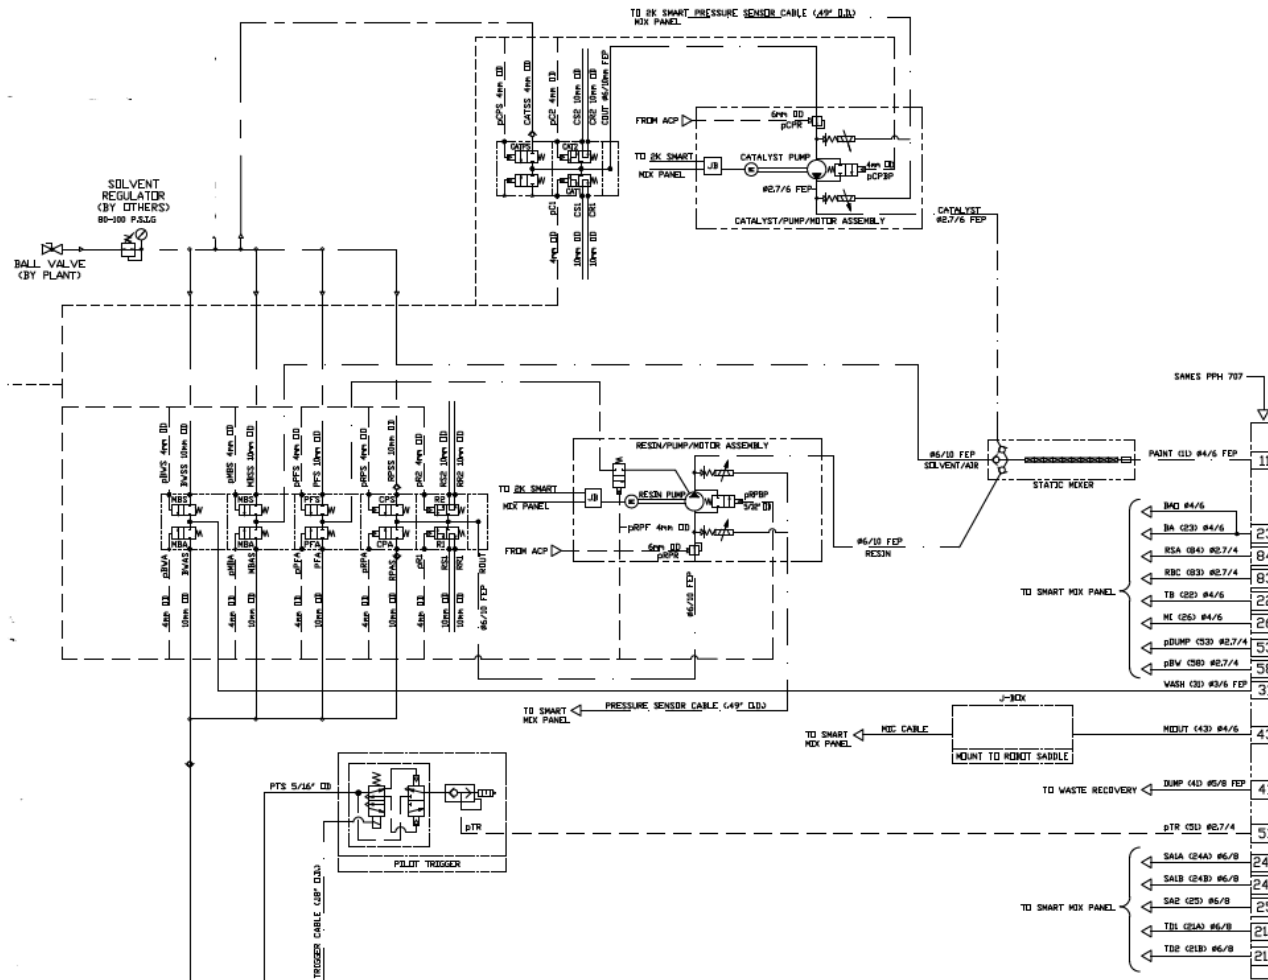 TO 2K SMART PRESSURE SENSOR CABLE (.49" O.D.)
MIX PANEL
pCPS 4mm OD
CATSS 4mm OD
pC2 4mm OD
CS2 10mm OD
CR2 10mm OD
COUT ø6/10mm FEP
FROM ACP
6mm OD
pCPR
CATPS
CAT2
CAT1
TO 2K SMART
MIX PANEL
JB
CATALYST PUMP
4mm OD
pCPBP
ø2.7/6 FEP
CATALYST/PUMP/MOTOR ASSEMBLY
CATALYST
ø2.7/6 FEP
pC1
CS1
CR1
4mm OD
10mm OD
10mm OD
SOLVENT
REGULATOR
(BY OTHERS)
80-100 P.S.I.G
BALL VALVE
(BY PLANT)
SAMES PPH 707
pBWS 4mm OD
BWSS 10mm OD
pMBS 4mm OD
MBSS 10mm OD
pPFS 4mm OD
PFS 10mm OD
pRPS 4mm OD
RPSS 10mm OD
pR2 4mm OD
RS2 10mm OD
RR2 10mm OD
MBS
MBS
PFS
CPS
R2
MBA
MBA
PFA
CPA
R1
pBWA
BWAS
pMBA
MBAS
pPFA
PFA
pRPA
RPAS
pR1
RS1
RR1
ROUT
4mm OD
10mm OD
4mm OD
10mm OD
4mm OD
10mm OD
4mm OD
10mm OD
4mm OD
10mm OD
10mm OD
ø6/10 FEP
RESIN/PUMP/MOTOR ASSEMBLY
TO 2K SMART
MIX PANEL
JB
RESIN PUMP
pRPBP
5/32" OD
pRPF 4mm OD
FROM ACP
6mm OD
pRPR
ø6/10 FEP
ø6/10 FEP
RESIN
ø6/10 FEP
SOLVENT/AIR
STATIC MIXER
PAINT (11) ø4/6 FEP
11
BAO ø4/6
BA (23) ø4/6
RSA (84) ø2.7/4
RBC (83) ø2.7/4
TO SMART MIX PANEL
TB (22) ø4/6
MI (26) ø4/6
pDUMP (53) ø2.7/4
pBW (58) ø2.7/4
WASH (31) ø3/6 FEP
TO SMART
MIX PANEL
PRESSURE SENSOR CABLE (.49" O.D.)
J-BOX
TO SMART
MIX PANEL
MIC CABLE
MIOUT (43) ø4/6
MOUNT TO ROBOT SADDLE
PTS 5/16" OD
TO WASTE RECOVERY
DUMP (41) ø5/8 FEP
pTR
pTR (51) ø2.7/4
PILOT TRIGGER
TRIGGER CABLE (.28" O.D.)
SA1A (24A) ø6/8
SA1B (24B) ø6/8
TO SMART MIX PANEL
SA2 (25) ø6/8
TD1 (21A) ø6/8
TD2 (21B) ø6/8